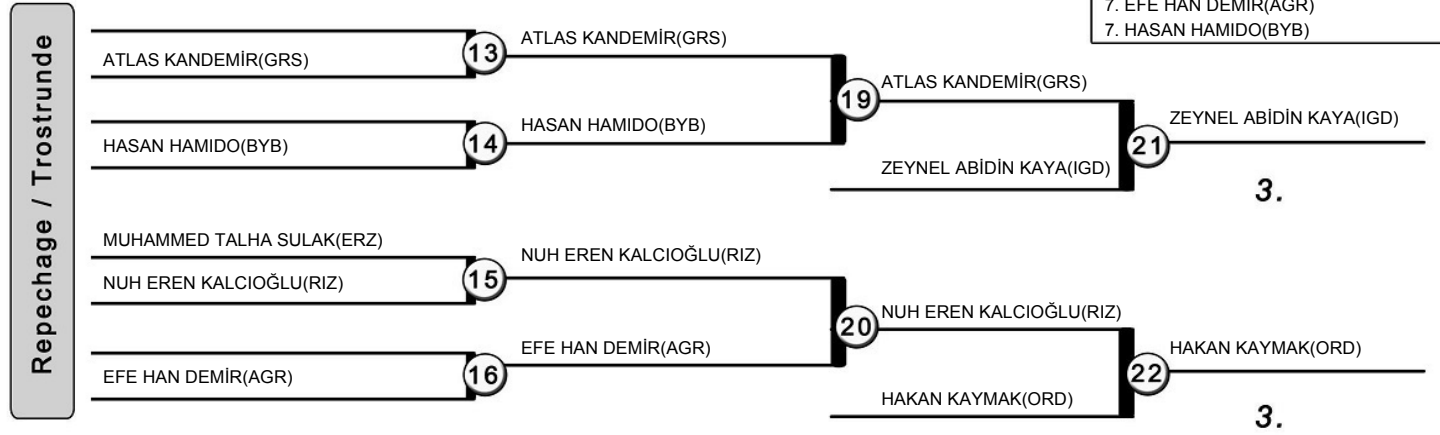 7. EFE HAN DEMİR(AGR)
7. HASAN HAMIDO(BYB)
Repechage / Trostrunde
ATLAS KANDEMİR(GRS)
13
ATLAS KANDEMİR(GRS)
HASAN HAMIDO(BYB)
14
HASAN HAMIDO(BYB)
19
ATLAS KANDEMİR(GRS)
ZEYNEL ABİDİN KAYA(IGD)
21
ZEYNEL ABİDİN KAYA(IGD)
3.
MUHAMMED TALHA SULAK(ERZ)
NUH EREN KALCIOĞLU(RIZ)
15
NUH EREN KALCIOĞLU(RIZ)
EFE HAN DEMİR(AGR)
16
EFE HAN DEMİR(AGR)
20
NUH EREN KALCIOĞLU(RIZ)
HAKAN KAYMAK(ORD)
22
HAKAN KAYMAK(ORD)
3.